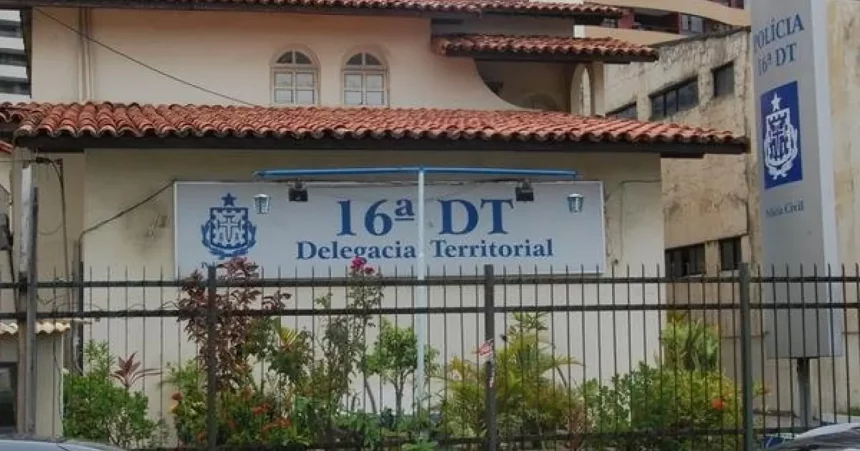 16ª DT
Delegacia Territorial
POLÍCIA
16ª DT
Polícia Civil